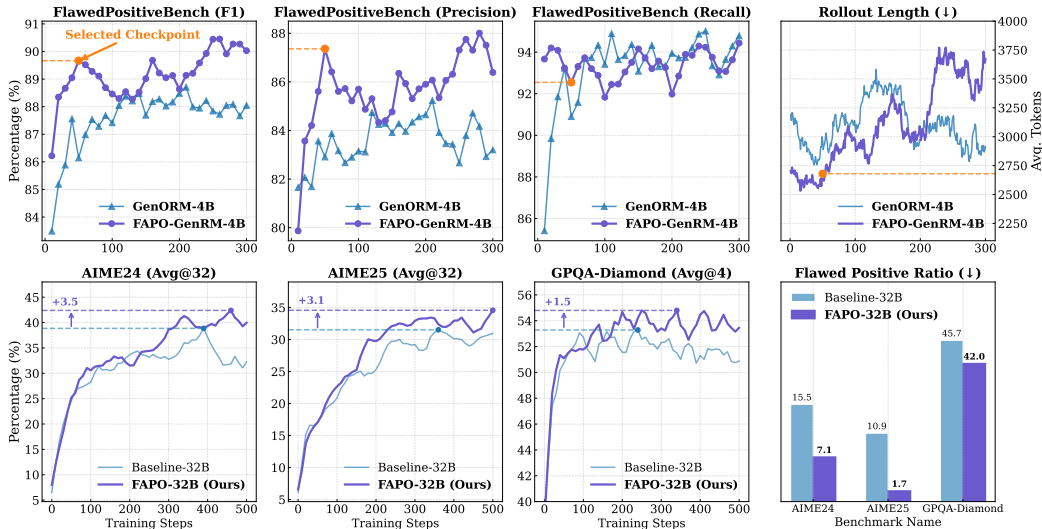 FlawedPositiveBench (F1)
Selected Checkpoint
Percentage (%)
91
90
89
88
87
86
85
84
0 100 200 300
GenORM-4B
FAPO-GenRM-4B
FlawedPositiveBench (Precision)
88
86
84
82
80
0 100 200 300
GenORM-4B
FAPO-GenRM-4B
FlawedPositiveBench (Recall)
94
92
90
88
86
0 100 200 300
GenORM-4B
FAPO-GenRM-4B
Rollout Length (↓)
4000
3750
3500
3250
3000
2750
2500
2250
Avg. Tokens
0 100 200 300
GenORM-4B
FAPO-GenRM-4B
AIME24 (Avg@32)
+3.5
Percentage (%)
45
40
35
30
25
20
15
10
5
0 100 200 300 400 500
Training Steps
Baseline-32B
FAPO-32B (Ours)
AIME25 (Avg@32)
+3.1
35
30
25
20
15
10
5
0 100 200 300 400 500
Training Steps
Baseline-32B
FAPO-32B (Ours)
GPQA-Diamond (Avg@4)
+1.5
56
54
52
50
48
46
44
42
40
0 100 200 300 400 500
Training Steps
Baseline-32B
FAPO-32B (Ours)
Flawed Positive Ratio (↓)
Baseline-32B
FAPO-32B (Ours)
45.7
42.0
15.5
7.1
10.9
1.7
AIME24 AIME25 GPQA-Diamond
Benchmark Name